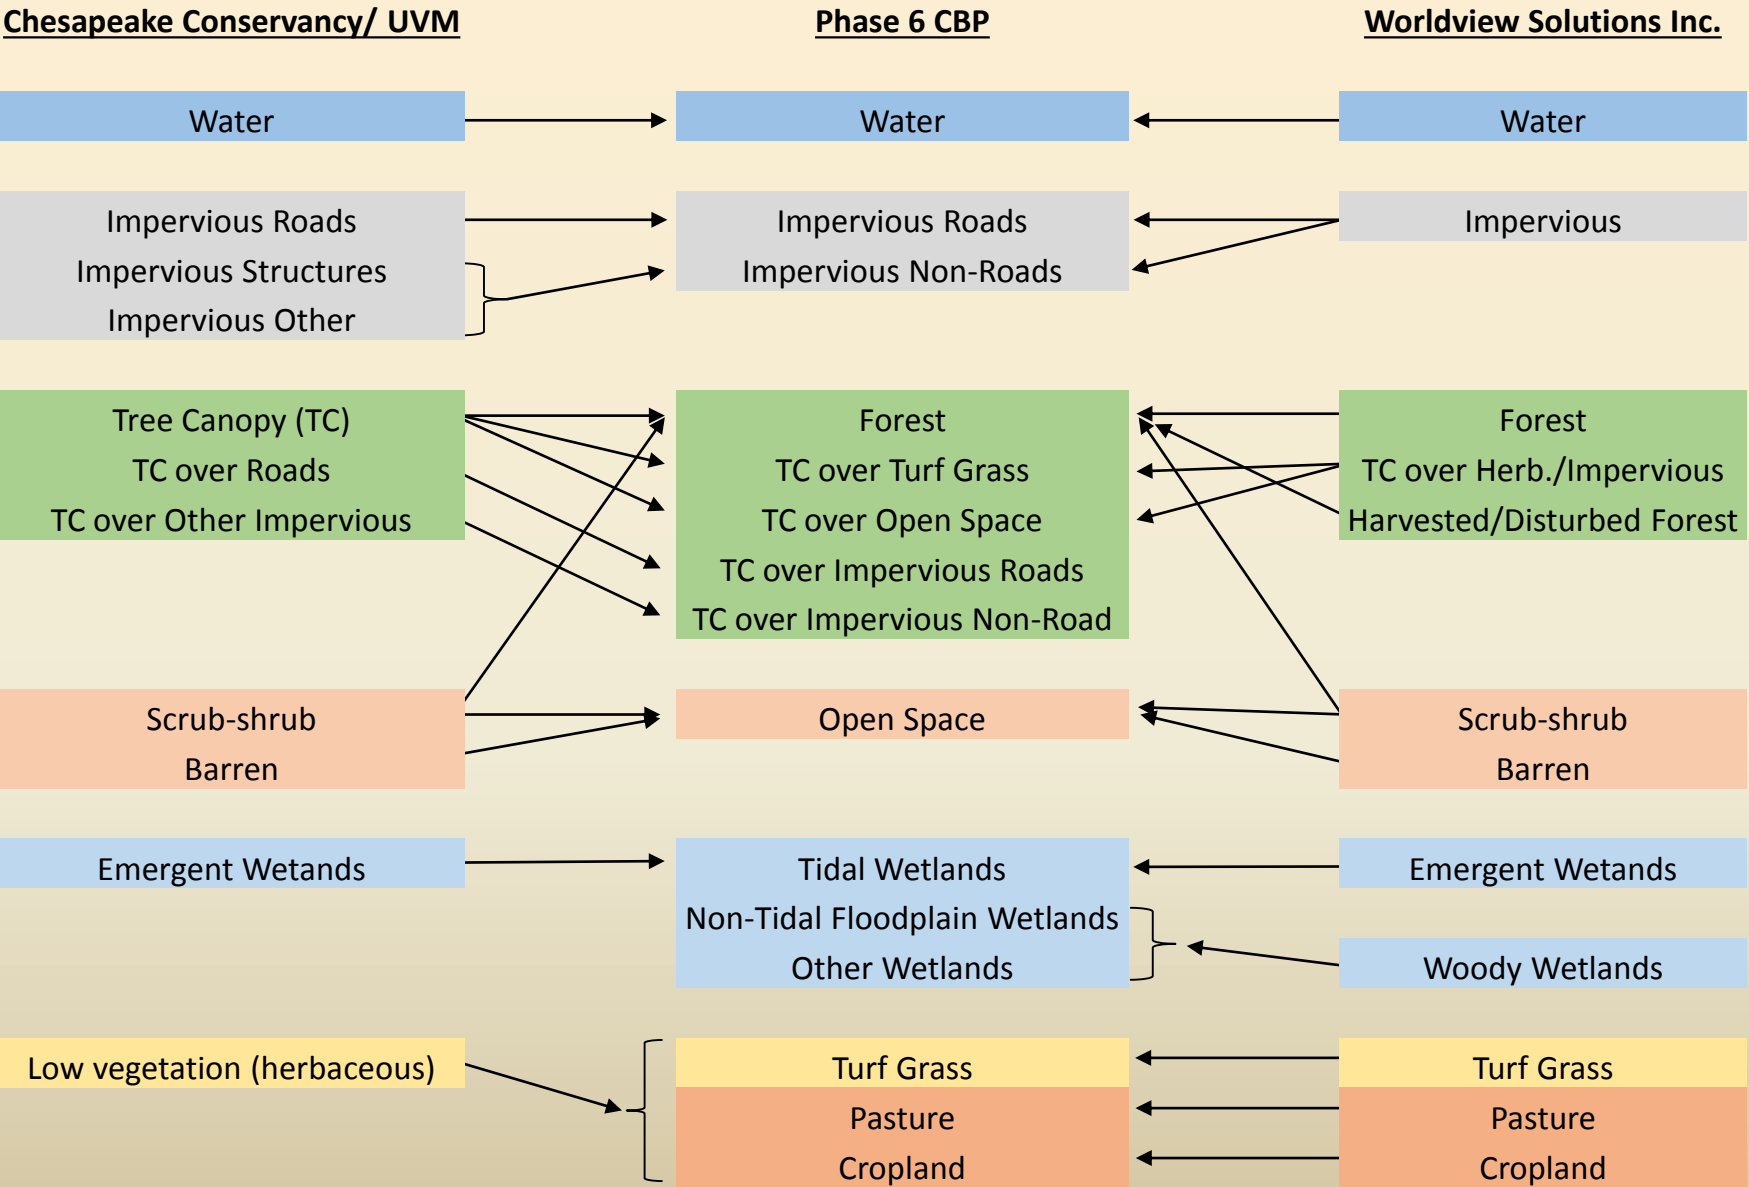 Chesapeake Conservancy/ UVM
Phase 6 CBP
Worldview Solutions Inc.
Water
Water
Water
Impervious Roads
Impervious Roads
Impervious
Impervious Structures
Impervious Non-Roads
Impervious Other
Tree Canopy (TC)
Forest
Forest
TC over Roads
TC over Turf Grass
TC over Herb./Impervious
TC over Other Impervious
TC over Open Space
Harvested/Disturbed Forest
TC over Impervious Roads
TC over Impervious Non-Road
Scrub-shrub
Open Space
Scrub-shrub
Barren
Barren
Emergent Wetands
Tidal Wetlands
Emergent Wetands
Non-Tidal Floodplain Wetlands
Other Wetlands
Woody Wetlands
Low vegetation (herbaceous)
Turf Grass
Turf Grass
Pasture
Pasture
Cropland
Cropland